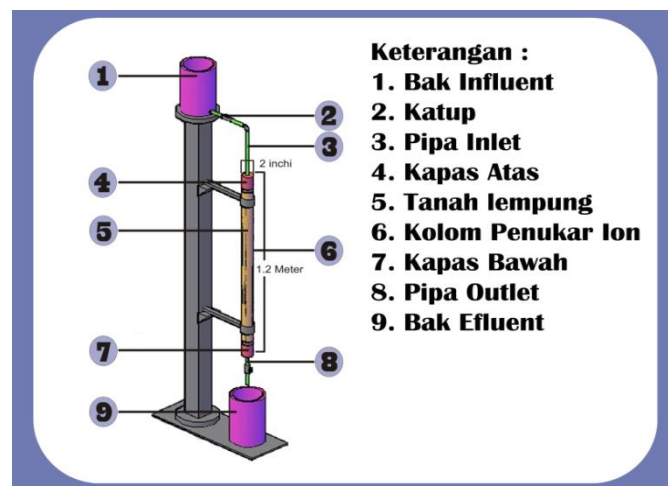 Keterangan :
1. Bak Influent
2. Katup
3. Pipa Inlet
4. Kapas Atas
5. Tanah lempung
6. Kolom Penukar Ion
7. Kapas Bawah
8. Pipa Outlet
9. Bak Efluent
1
2
3
2 inchi
4
5
6
1.2 Meter
7
8
9